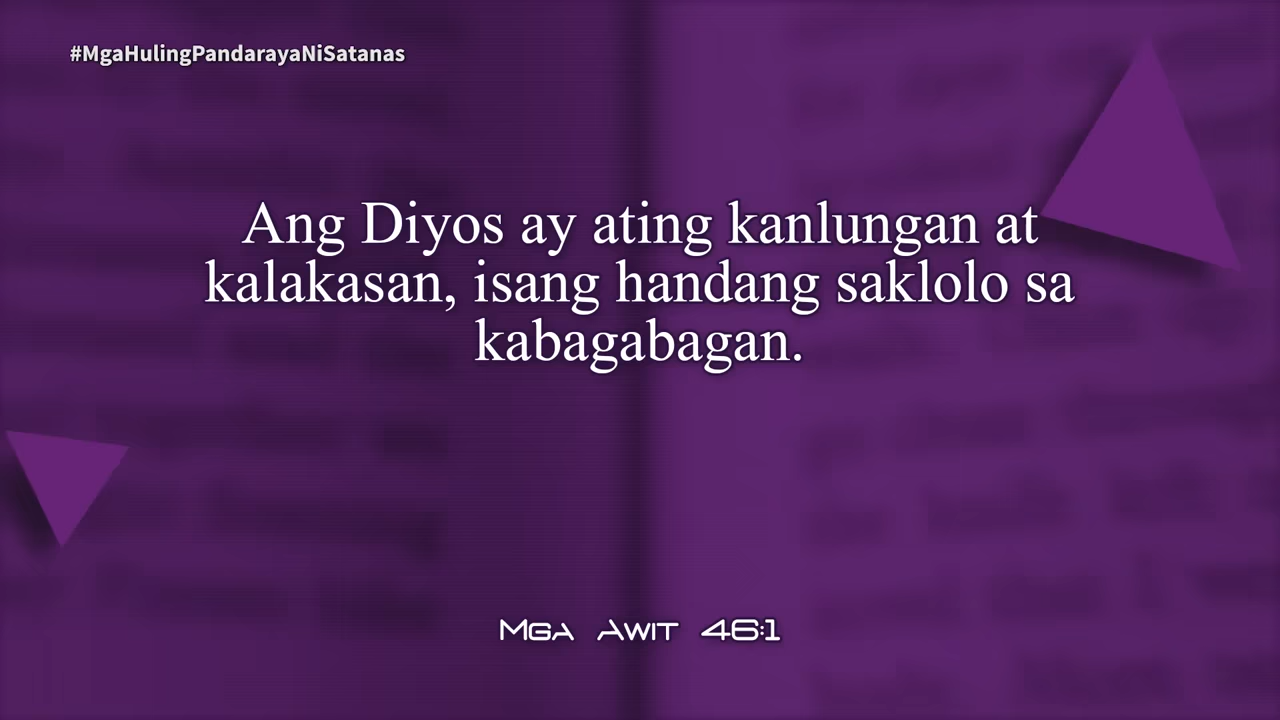 #MgaHulingPandarayaNiSatanas
Ang Diyos ay ating kanlungan at
kalakasan, isang handang saklolo sa
kabagabagan.
Mga Awit 46:1